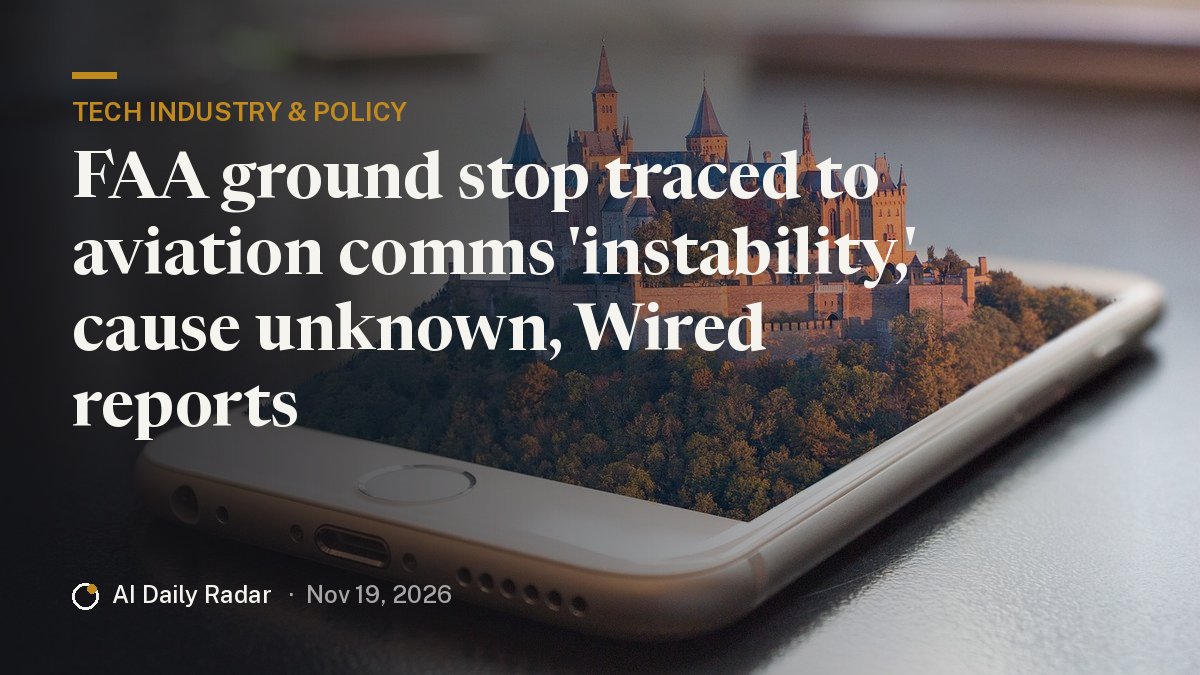 TECH INDUSTRY & POLICY
FAA ground stop traced to
aviation comms 'instability,'
cause unknown, Wired
reports
AI Daily Radar · Nov 19, 2026